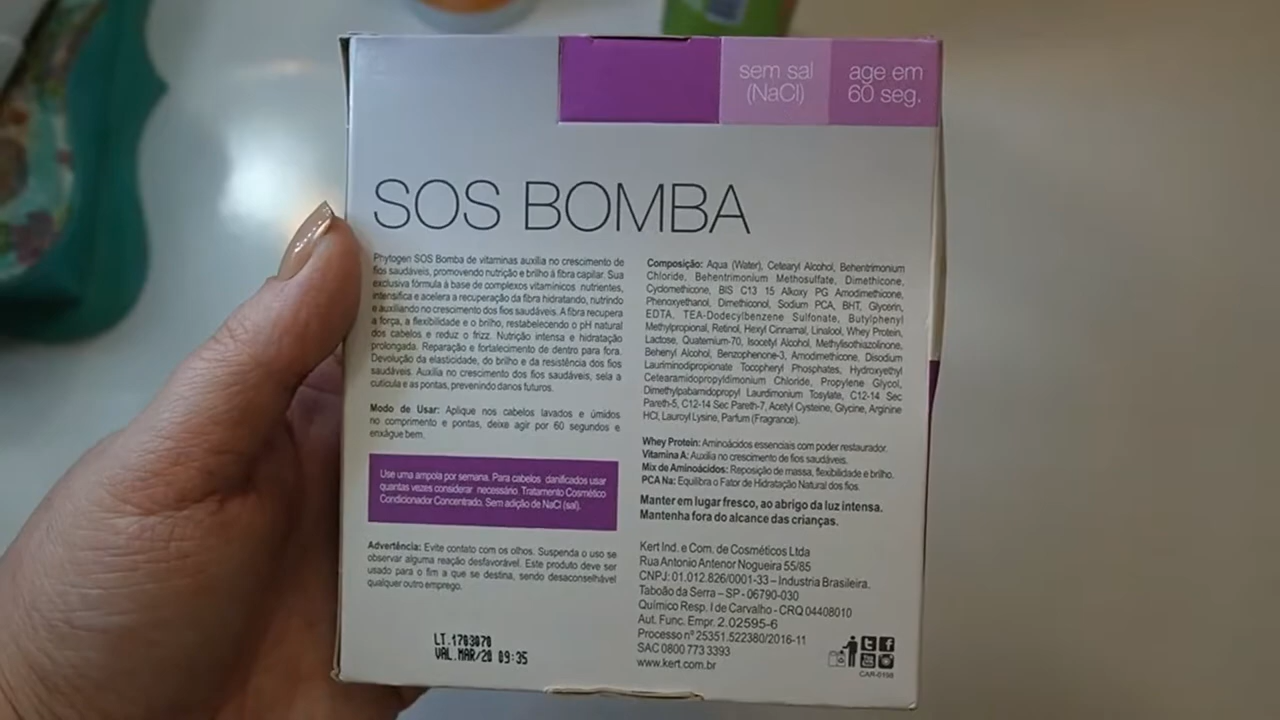 sem sal
(NaCl)
age em
60 seg.
SOS BOMBA
Phytogen SOS Bomba de vitaminas auxilia no crescimento de
fios saudáveis, promovendo nutrição e brilho à fibra capilar. Sua
exclusiva fórmula à base de complexos vitamínicos nutrientes,
intensifica e acelera a recuperação da fibra hidratando, nutrindo
e auxiliando no crescimento dos fios saudáveis. A fibra recupera
a força, a flexibilidade e o brilho, restabelecendo o pH natural
dos cabelos e reduz o frizz. Nutrição intensa e hidratação
prolongada. Reparação e fortalecimento de dentro para fora.
Devolução da elasticidade, do brilho e da resistência dos fios
saudáveis. Auxilia no crescimento dos fios saudáveis, sela a
cutícula e as pontas, prevenindo danos futuros.
Modo de Usar: Aplique nos cabelos lavados e úmidos
no comprimento e pontas, deixe agir por 60 segundos e
enxágue bem.
Use uma ampola por semana. Para cabelos danificados usar
quantas vezes considerar necessário. Tratamento Cosmético
Condicionador Concentrado. Sem adição de NaCl (sal).
Advertência: Evite contato com os olhos. Suspenda o uso se
observar alguma reação desfavorável. Este produto deve ser
usado para o fim a que se destina, sendo desaconselhável
qualquer outro emprego.
LT.1703070
VAL.MAR/20 09:35
Composição: Aqua (Water), Cetearyl Alcohol, Behentrimonium
Chloride, Behentrimonium Methosulfate, Dimethicone,
Cyclomethicone, BIS C13 15 Alkoxy PG Amodimethicone,
Phenoxyethanol, Dimethiconol, Sodium PCA, BHT, Glycerin,
EDTA, TEA-Dodecylbenzene Sulfonate, Butylphenyl
Methylpropional, Retinol, Hexyl Cinnamal, Linalool, Whey Protein,
Lactose, Quaternium-70, Isocetyl Alcohol, Methylisothiazolinone,
Behenyl Alcohol, Benzophenone-3, Amodimethicone, Disodium
Lauriminodipropionate Tocopheryl Phosphates, Hydroxyethyl
Cetearamidopropyldimonium Chloride, Propylene Glycol,
Dimethylpabamidopropyl Laurdimonium Tosylate, C12-14 Sec
Pareth-5, C12-14 Sec Pareth-7, Acetyl Cysteine, Glycine, Arginine
HCl, Lauroyl Lysine, Parfum (Fragrance).
Whey Protein: Aminoácidos essenciais com poder restaurador.
Vitamina A: Auxilia no crescimento de fios saudáveis.
Mix de Aminoácidos: Reposição de massa, flexibilidade e brilho.
PCA Na: Equilibra o Fator de Hidratação Natural dos fios.
Manter em lugar fresco, ao abrigo da luz intensa.
Mantenha fora do alcance das crianças.
Kert Ind. e Com. de Cosméticos Ltda
Rua Antonio Antenor Nogueira 55/85
CNPJ: 01.012.826/0001-33 – Industria Brasileira.
Taboão da Serra – SP - 06790-030
Químico Resp. I de Carvalho - CRQ 04408010
Aut. Func. Empr. 2.02595-6
Processo nº 25351.522380/2016-11
SAC 0800 773 3393
www.kert.com.br
CAR-0198